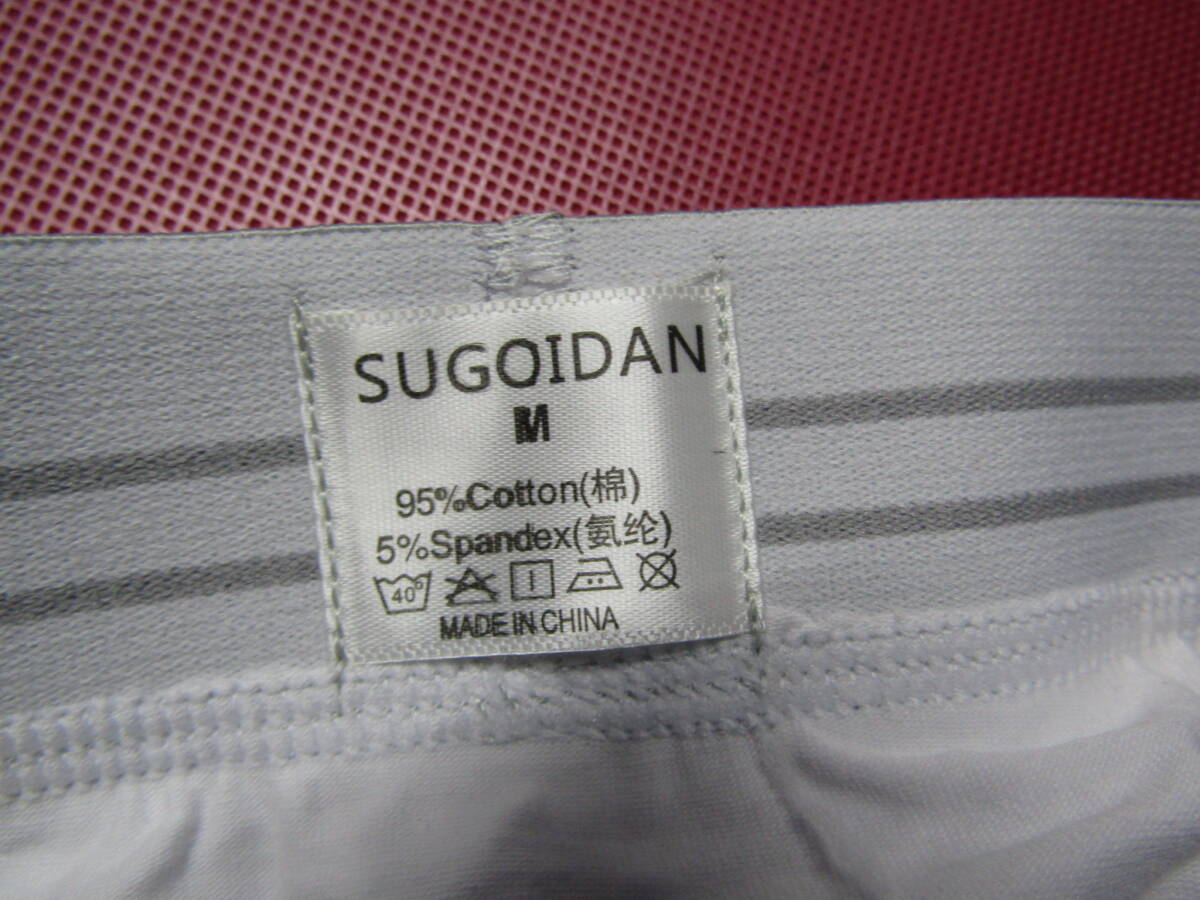 SUGOIDAN
M
95%Cotton(棉)
5%Spandex(氨纶)
40°
MADE IN CHINA